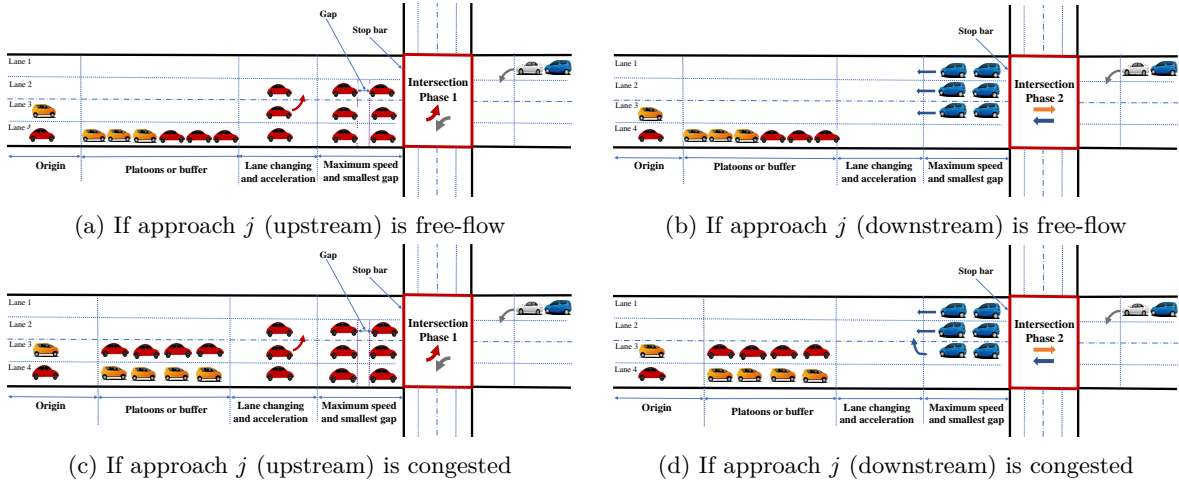 Gap
Stop bar
Lane 1
Lane 2
Lane 3
Lane 4
Intersection
Phase 1
Origin
Platoons or buffer
Lane changing
and acceleration
Maximum speed
and smallest gap
(a) If approach j (upstream) is free-flow
Stop bar
Lane 1
Lane 2
Lane 3
Lane 4
Intersection
Phase 2
Origin
Platoons or buffer
Lane changing
and acceleration
Maximum speed
and smallest gap
(b) If approach j (downstream) is free-flow
Gap
Stop bar
Lane 1
Lane 2
Lane 3
Lane 4
Intersection
Phase 1
Origin
Platoons or buffer
Lane changing
and acceleration
Maximum speed
and smallest gap
(c) If approach j (upstream) is congested
Stop bar
Lane 1
Lane 2
Lane 3
Lane 4
Intersection
Phase 2
Origin
Platoons or buffer
Lane changing
and acceleration
Maximum speed
and smallest gap
(d) If approach j (downstream) is congested